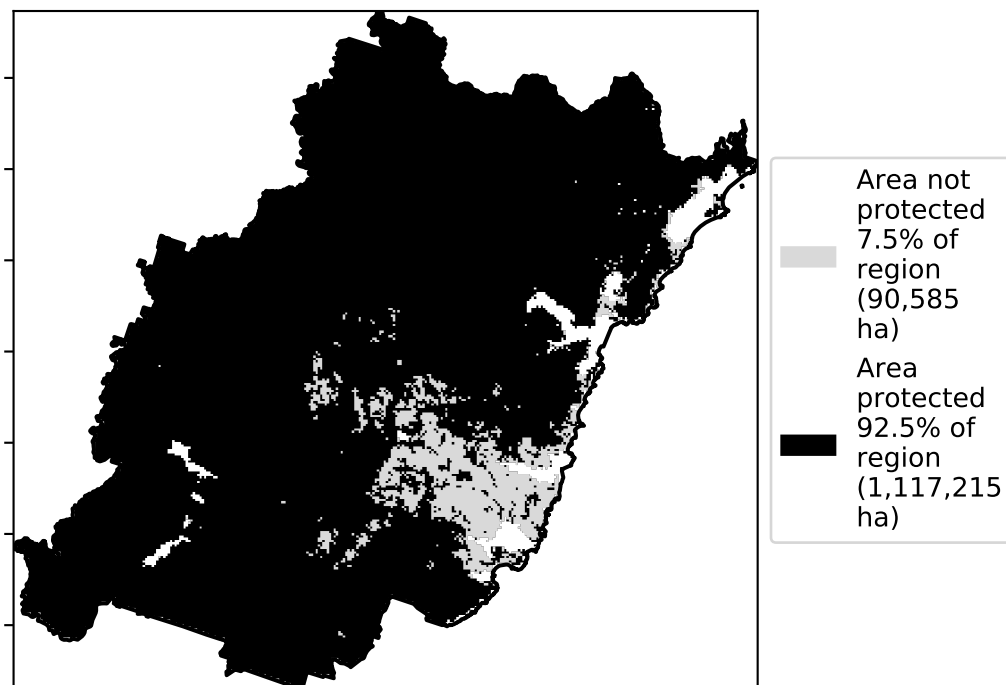 Area not
protected
7.5% of
region
(90,585
ha)
Area
protected
92.5% of
region
(1,117,215
ha)